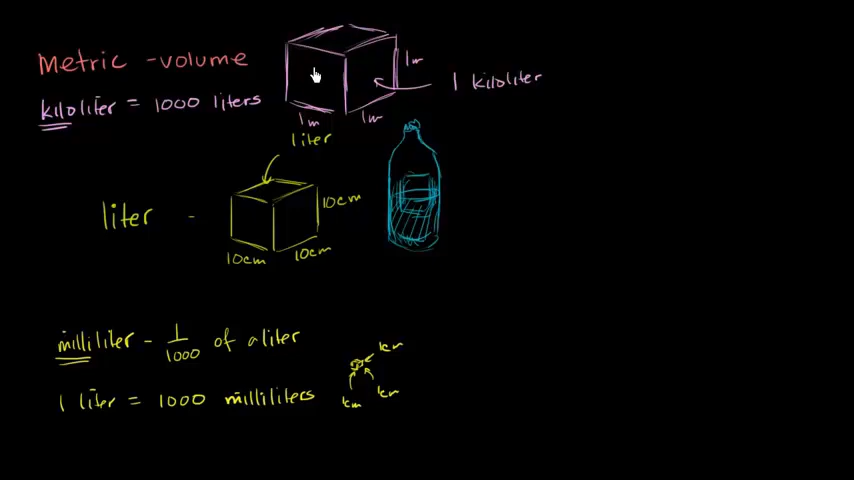 metric - volume
1m
1 kiloliter
kiloliter = 1000 liters
1m 1m
liter
10cm
liter -
10cm 10cm
milliliter - 1/1000 of a liter
1cm
1 liter = 1000 milliliters
1cm 1cm